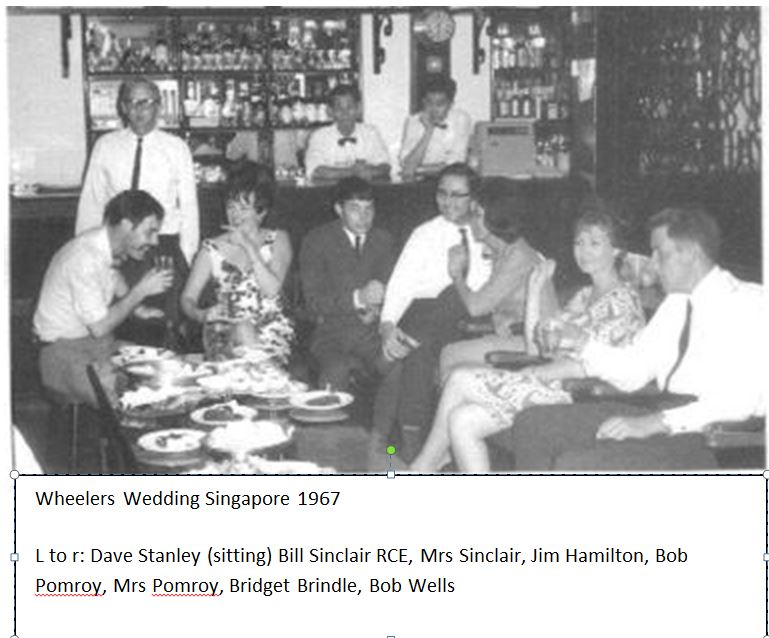 Wheelers Wedding Singapore 1967
L to r: Dave Stanley (sitting) Bill Sinclair RCE, Mrs Sinclair, Jim Hamilton, Bob
Pomroy, Mrs Pomroy, Bridget Brindle, Bob Wells